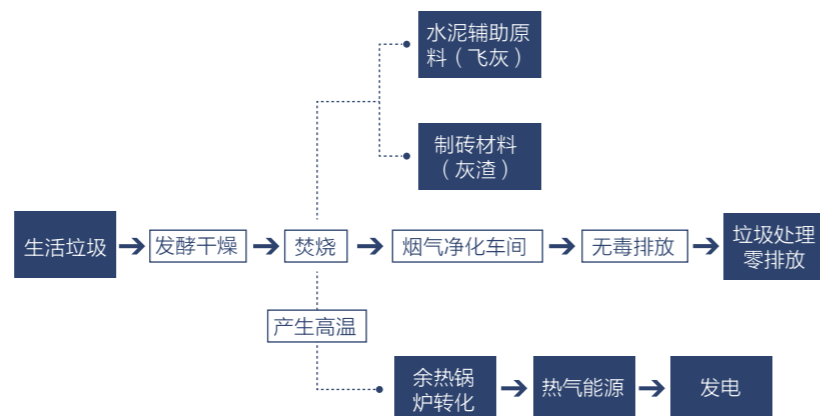 水泥辅助原
料（飞灰）
制砖材料
（灰渣）
生活垃圾
发酵干燥
焚烧
烟气净化车间
无毒排放
垃圾处理
零排放
产生高温
余热锅
炉转化
热气能源
发电